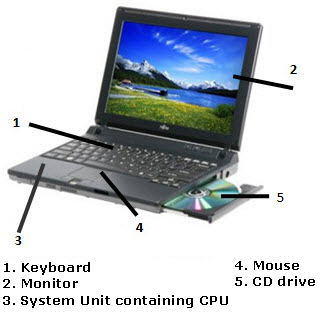 2
1
5
4
3
1. Keyboard
2. Monitor
3. System Unit containing CPU
4. Mouse
5. CD drive